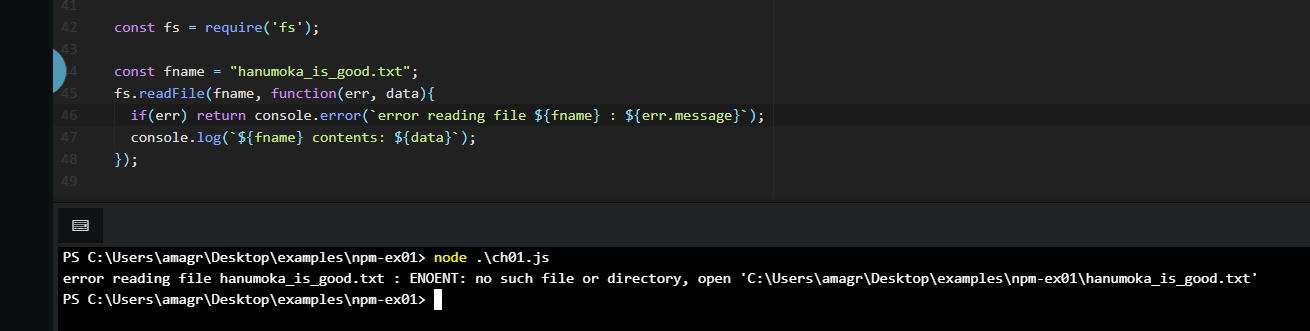 41
42 const fs = require('fs');
43
44 const fname = "hanumoka_is_good.txt";
45 fs.readFile(fname, function(err, data){
46 if(err) return console.error(`error reading file ${fname} : ${err.message}`);
47 console.log(`${fname} contents: ${data}`);
48 });
49
PS C:\Users\amagr\Desktop\examples\npm-ex01> node .\ch01.js
error reading file hanumoka_is_good.txt : ENOENT: no such file or directory, open 'C:\Users\amagr\Desktop\examples\npm-ex01\hanumoka_is_good.txt'
PS C:\Users\amagr\Desktop\examples\npm-ex01>